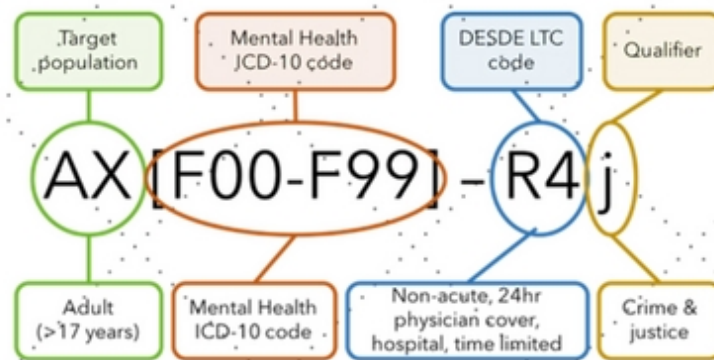 Target
population
Mental Health
ICD-10 code
DESDE LTC
code
Qualifier
AX [F00-F99] – R4 j
Adult
(>17 years)
Mental Health
ICD-10 code
Non-acute, 24hr
physician cover,
hospital, time limited
Crime &
justice